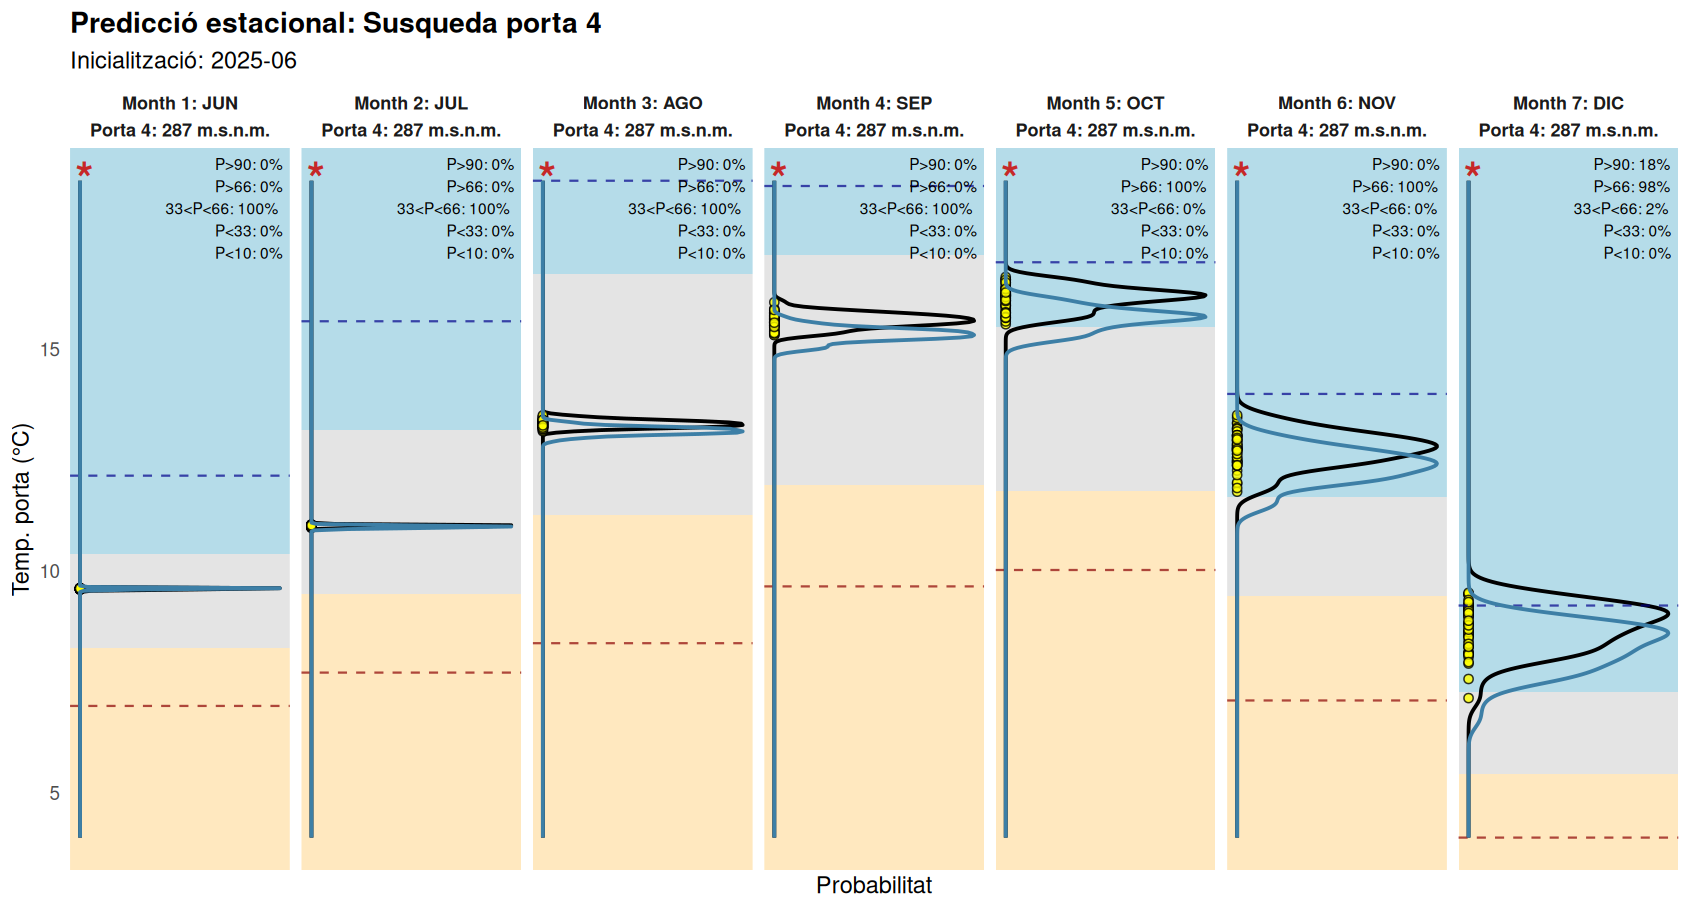 Predicció estacional: Susqueda porta 4
Inicialització: 2025-06
Month 1: JUN
Porta 4: 287 m.s.n.m.
Month 2: JUL
Porta 4: 287 m.s.n.m.
Month 3: AGO
Porta 4: 287 m.s.n.m.
Month 4: SEP
Porta 4: 287 m.s.n.m.
Month 5: OCT
Porta 4: 287 m.s.n.m.
Month 6: NOV
Porta 4: 287 m.s.n.m.
Month 7: DIC
Porta 4: 287 m.s.n.m.
*
P>90: 0%
P>66: 0%
33<P<66: 100%
P<33: 0%
P<10: 0%
*
P>90: 0%
P>66: 0%
33<P<66: 100%
P<33: 0%
P<10: 0%
*
P>90: 0%
P>66: 0%
33<P<66: 100%
P<33: 0%
P<10: 0%
*
P>90: 0%
P>66: 0%
33<P<66: 100%
P<33: 0%
P<10: 0%
*
P>90: 0%
P>66: 100%
33<P<66: 0%
P<33: 0%
P<10: 0%
*
P>90: 0%
P>66: 100%
33<P<66: 0%
P<33: 0%
P<10: 0%
*
P>90: 18%
P>66: 98%
33<P<66: 2%
P<33: 0%
P<10: 0%
Temp. porta (°C)
15
10
5
Probabilitat